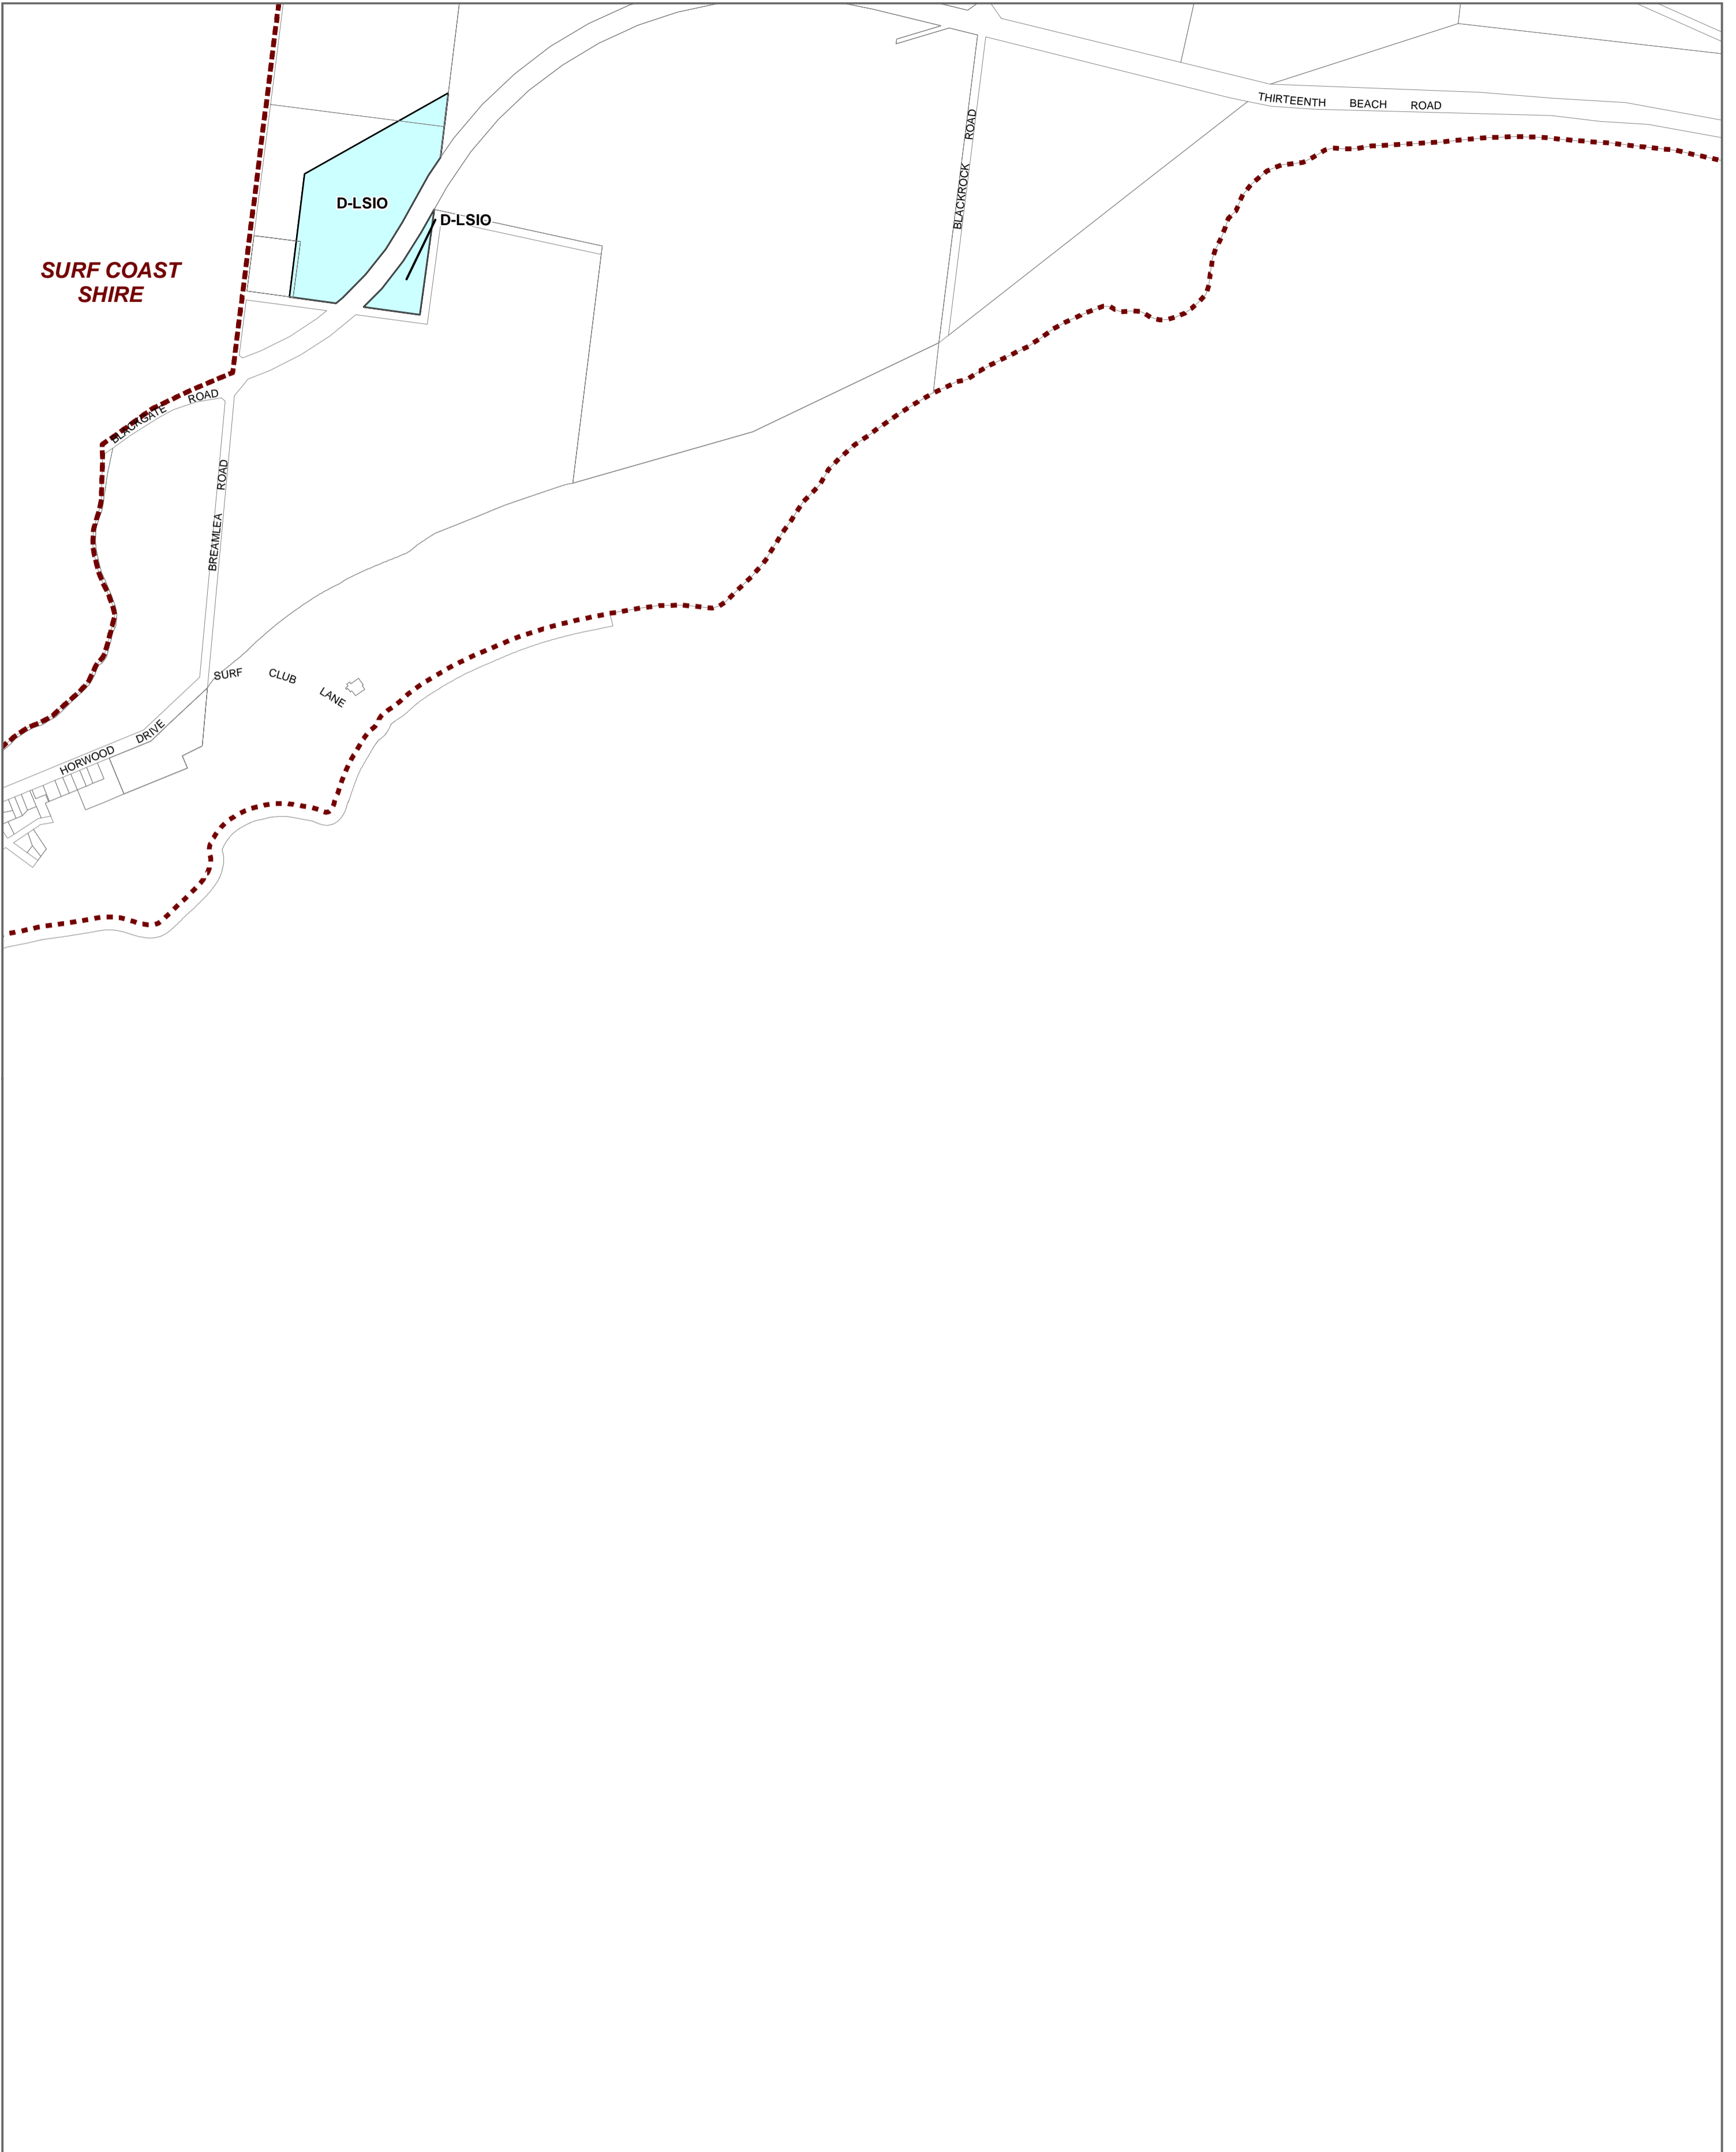 THIRTEENTH BEACH ROAD
BLACKROCK ROAD
D-LSIO
D-LSIO
SURF COAST
SHIRE
BLACKGATE ROAD
BREAMLEA ROAD
SURF CLUB LANE
HORWOOD DRIVE